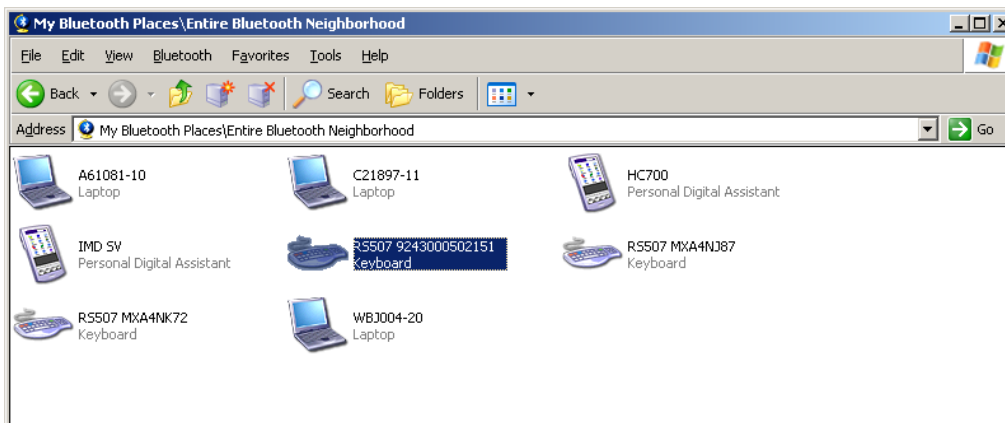 My Bluetooth Places\Entire Bluetooth Neighborhood
File Edit View Bluetooth Favorites Tools Help
Back Search Folders
Address My Bluetooth Places\Entire Bluetooth Neighborhood Go
A61081-10
Laptop
C21897-11
Laptop
HC700
Personal Digital Assistant
IMD SV
Personal Digital Assistant
RS507 9243000502151
Keyboard
RS507 MXA4NJ87
Keyboard
RS507 MXA4NK72
Keyboard
WBJ004-20
Laptop